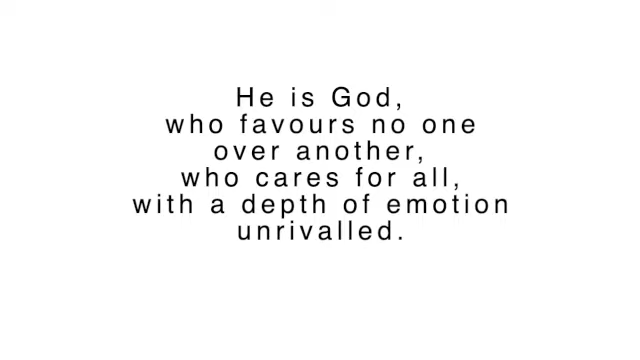 He is God,
who favours no one
over another,
who cares for all,
with a depth of emotion
unrivalled.